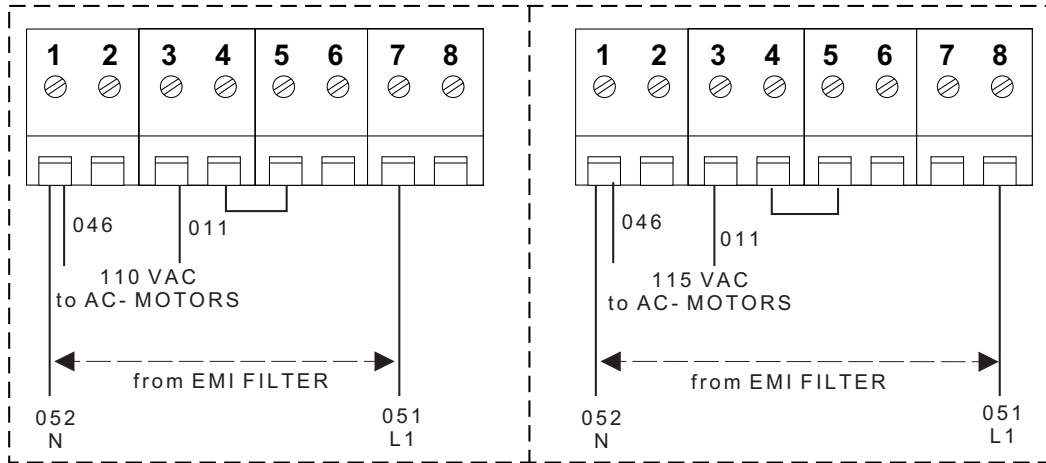 1 2 3 4 5 6 7 8
046
011
110 VAC
to AC- MOTORS
from EMI FILTER
052
N
051
L1
1 2 3 4 5 6 7 8
046
011
115 VAC
to AC- MOTORS
from EMI FILTER
052
N
051
L1